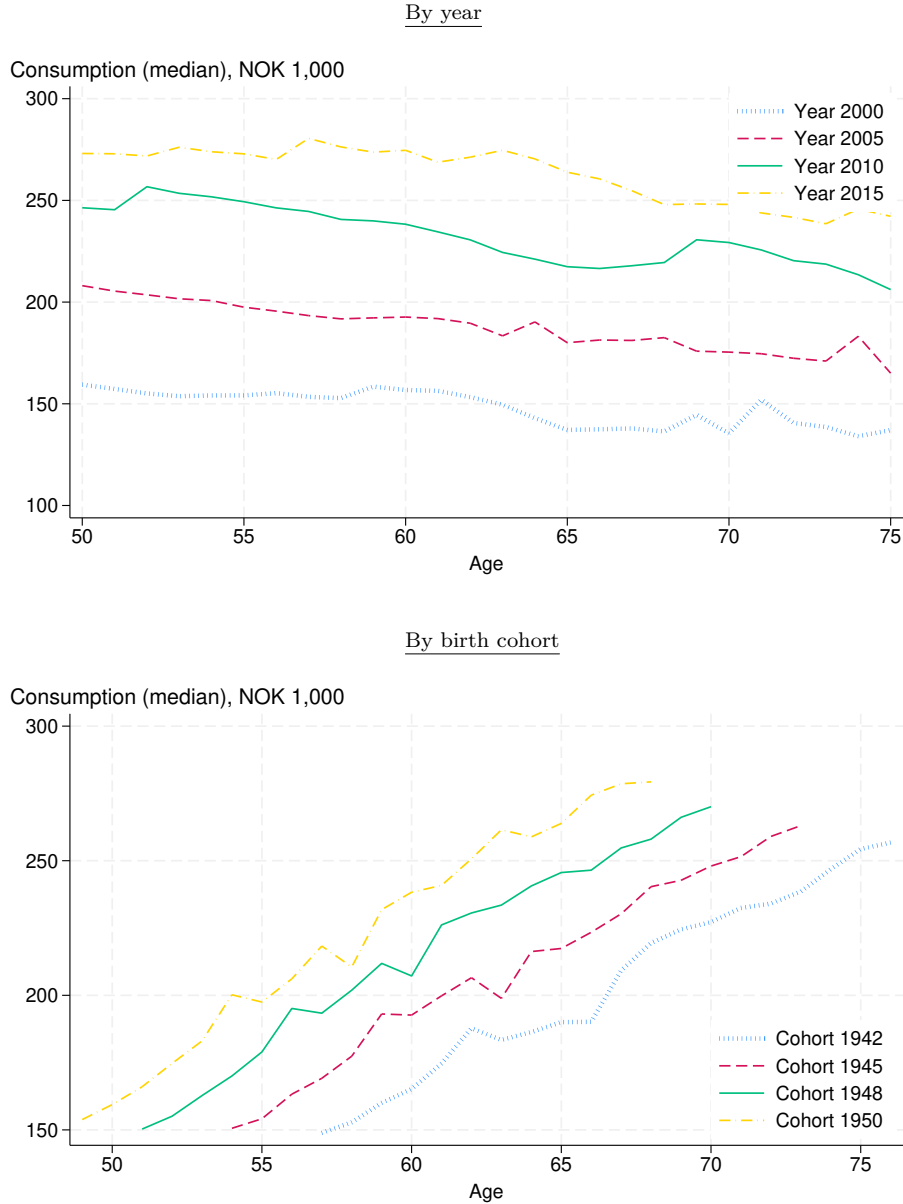 By year
Consumption (median), NOK 1,000
300
250
200
150
100
Year 2000
Year 2005
Year 2010
Year 2015
50 55 60 65 70 75
Age
By birth cohort
Consumption (median), NOK 1,000
300
250
200
150
Cohort 1942
Cohort 1945
Cohort 1948
Cohort 1950
50 55 60 65 70 75
Age